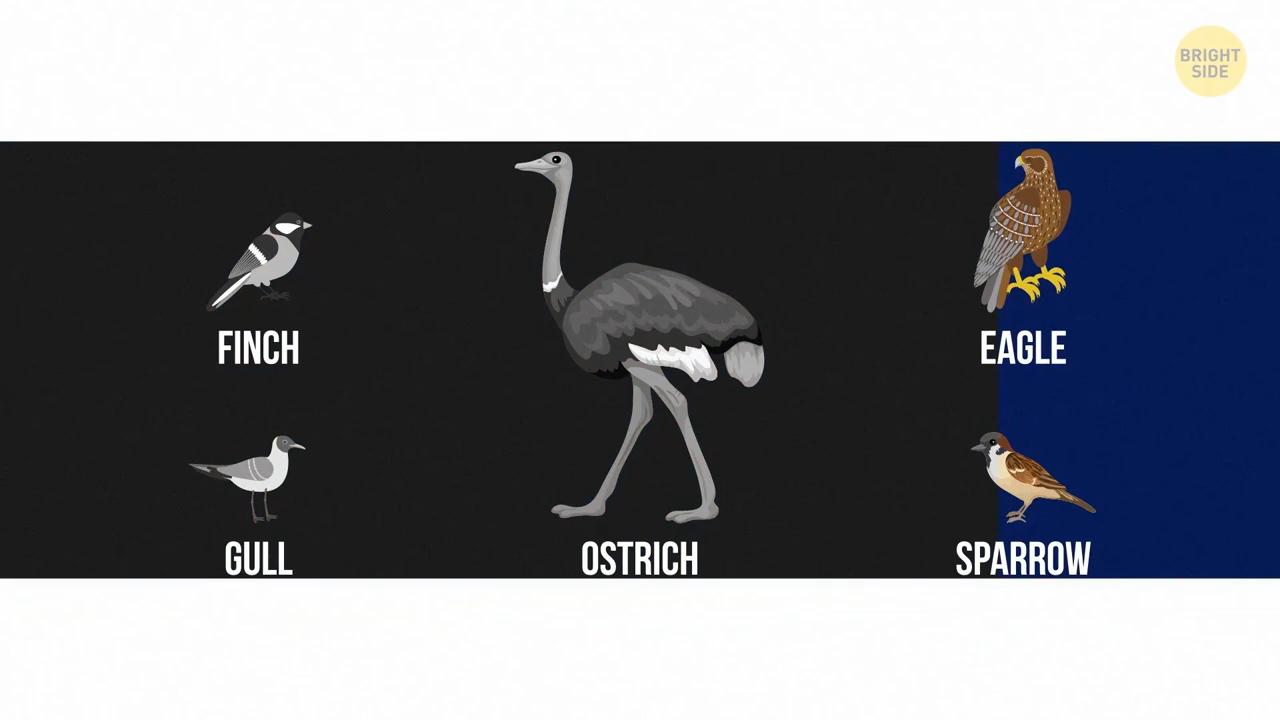 BRIGHT
SIDE
FINCH
EAGLE
GULL
OSTRICH
SPARROW